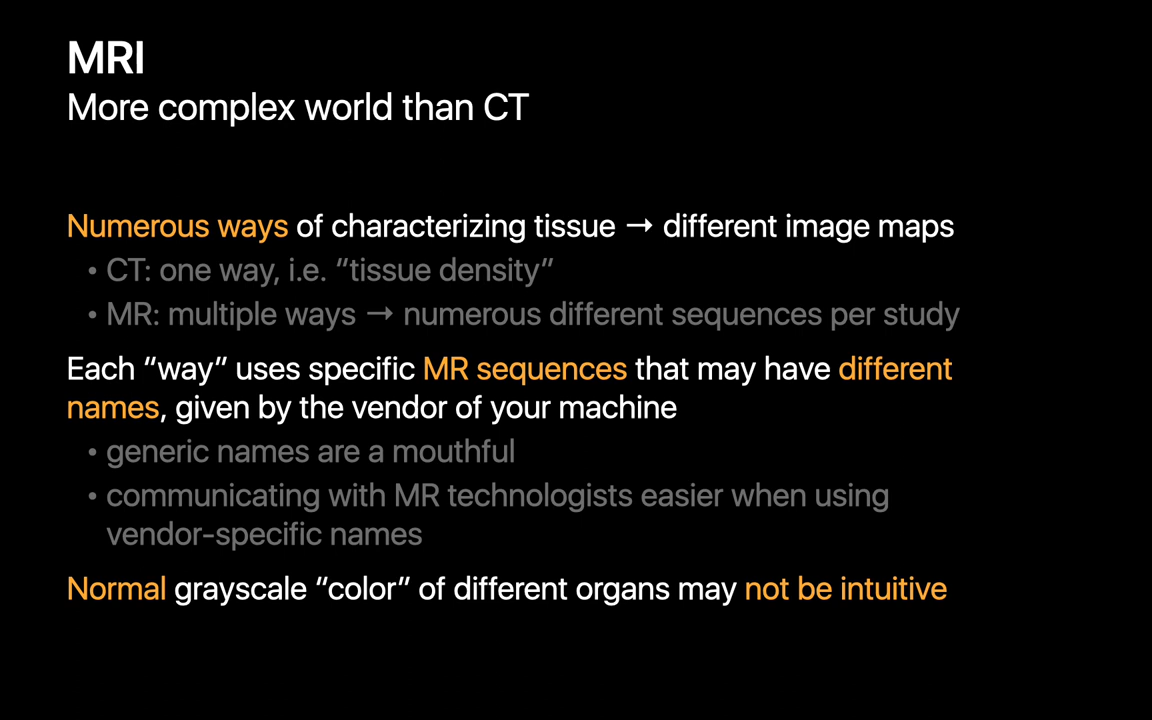 MRI
More complex world than CT
Numerous ways of characterizing tissue → different image maps
• CT: one way, i.e. “tissue density”
• MR: multiple ways → numerous different sequences per study
Each “way” uses specific MR sequences that may have different
names, given by the vendor of your machine
• generic names are a mouthful
• communicating with MR technologists easier when using
vendor-specific names
Normal grayscale “color” of different organs may not be intuitive